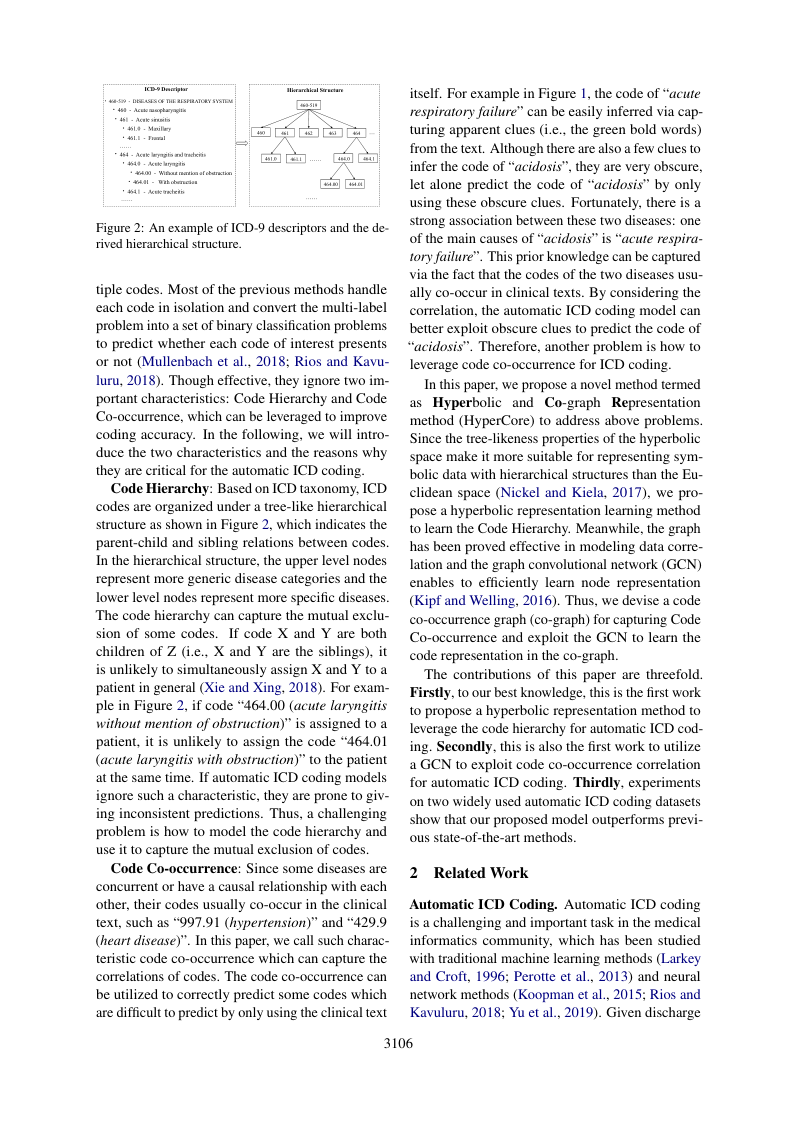 ICD-9 Descriptor
• 460-519 - DISEASES OF THE RESPIRATORY SYSTEM
• 460 - Acute nasopharyngitis
• 461 - Acute sinusitis
• 461.0 - Maxillary
• 461.1 - Frontal
......
• 464 - Acute laryngitis and tracheitis
• 464.0 - Acute laryngitis
• 464.00 - Without mention of obstruction
• 464.01 - With obstruction
• 464.1 - Acute tracheitis
......
Hierarchical Structure
460-519
460 461 462 463 464 ...
461.0 461.1 ...... 464.0 464.1
464.00 464.01
......
Figure 2: An example of ICD-9 descriptors and the de-
rived hierarchical structure.
tiple codes. Most of the previous methods handle
each code in isolation and convert the multi-label
problem into a set of binary classification problems
to predict whether each code of interest presents
or not (Mullenbach et al., 2018; Rios and Kavu-
luru, 2018). Though effective, they ignore two im-
portant characteristics: Code Hierarchy and Code
Co-occurrence, which can be leveraged to improve
coding accuracy. In the following, we will intro-
duce the two characteristics and the reasons why
they are critical for the automatic ICD coding.
Code Hierarchy: Based on ICD taxonomy, ICD
codes are organized under a tree-like hierarchical
structure as shown in Figure 2, which indicates the
parent-child and sibling relations between codes.
In the hierarchical structure, the upper level nodes
represent more generic disease categories and the
lower level nodes represent more specific diseases.
The code hierarchy can capture the mutual exclu-
sion of some codes. If code X and Y are both
children of Z (i.e., X and Y are the siblings), it
is unlikely to simultaneously assign X and Y to a
patient in general (Xie and Xing, 2018). For exam-
ple in Figure 2, if code “464.00 (acute laryngitis
without mention of obstruction)” is assigned to a
patient, it is unlikely to assign the code “464.01
(acute laryngitis with obstruction)” to the patient
at the same time. If automatic ICD coding models
ignore such a characteristic, they are prone to giv-
ing inconsistent predictions. Thus, a challenging
problem is how to model the code hierarchy and
use it to capture the mutual exclusion of codes.
Code Co-occurrence: Since some diseases are
concurrent or have a causal relationship with each
other, their codes usually co-occur in the clinical
text, such as “997.91 (hypertension)” and “429.9
(heart disease)”. In this paper, we call such charac-
teristic code co-occurrence which can capture the
correlations of codes. The code co-occurrence can
be utilized to correctly predict some codes which
are difficult to predict by only using the clinical text
itself. For example in Figure 1, the code of “acute
respiratory failure” can be easily inferred via cap-
turing apparent clues (i.e., the green bold words)
from the text. Although there are also a few clues to
infer the code of “acidosis”, they are very obscure,
let alone predict the code of “acidosis” by only
using these obscure clues. Fortunately, there is a
strong association between these two diseases: one
of the main causes of “acidosis” is “acute respira-
tory failure”. This prior knowledge can be captured
via the fact that the codes of the two diseases usu-
ally co-occur in clinical texts. By considering the
correlation, the automatic ICD coding model can
better exploit obscure clues to predict the code of
“acidosis”. Therefore, another problem is how to
leverage code co-occurrence for ICD coding.
In this paper, we propose a novel method termed
as Hyperbolic and Co-graph Representation
method (HyperCore) to address above problems.
Since the tree-likeness properties of the hyperbolic
space make it more suitable for representing sym-
bolic data with hierarchical structures than the Eu-
clidean space (Nickel and Kiela, 2017), we pro-
pose a hyperbolic representation learning method
to learn the Code Hierarchy. Meanwhile, the graph
has been proved effective in modeling data corre-
lation and the graph convolutional network (GCN)
enables to efficiently learn node representation
(Kipf and Welling, 2016). Thus, we devise a code
co-occurrence graph (co-graph) for capturing Code
Co-occurrence and exploit the GCN to learn the
code representation in the co-graph.
The contributions of this paper are threefold.
Firstly, to our best knowledge, this is the first work
to propose a hyperbolic representation method to
leverage the code hierarchy for automatic ICD cod-
ing. Secondly, this is also the first work to utilize
a GCN to exploit code co-occurrence correlation
for automatic ICD coding. Thirdly, experiments
on two widely used automatic ICD coding datasets
show that our proposed model outperforms previ-
ous state-of-the-art methods.
2 Related Work
Automatic ICD Coding. Automatic ICD coding
is a challenging and important task in the medical
informatics community, which has been studied
with traditional machine learning methods (Larkey
and Croft, 1996; Perotte et al., 2013) and neural
network methods (Koopman et al., 2015; Rios and
Kavuluru, 2018; Yu et al., 2019). Given discharge
3106